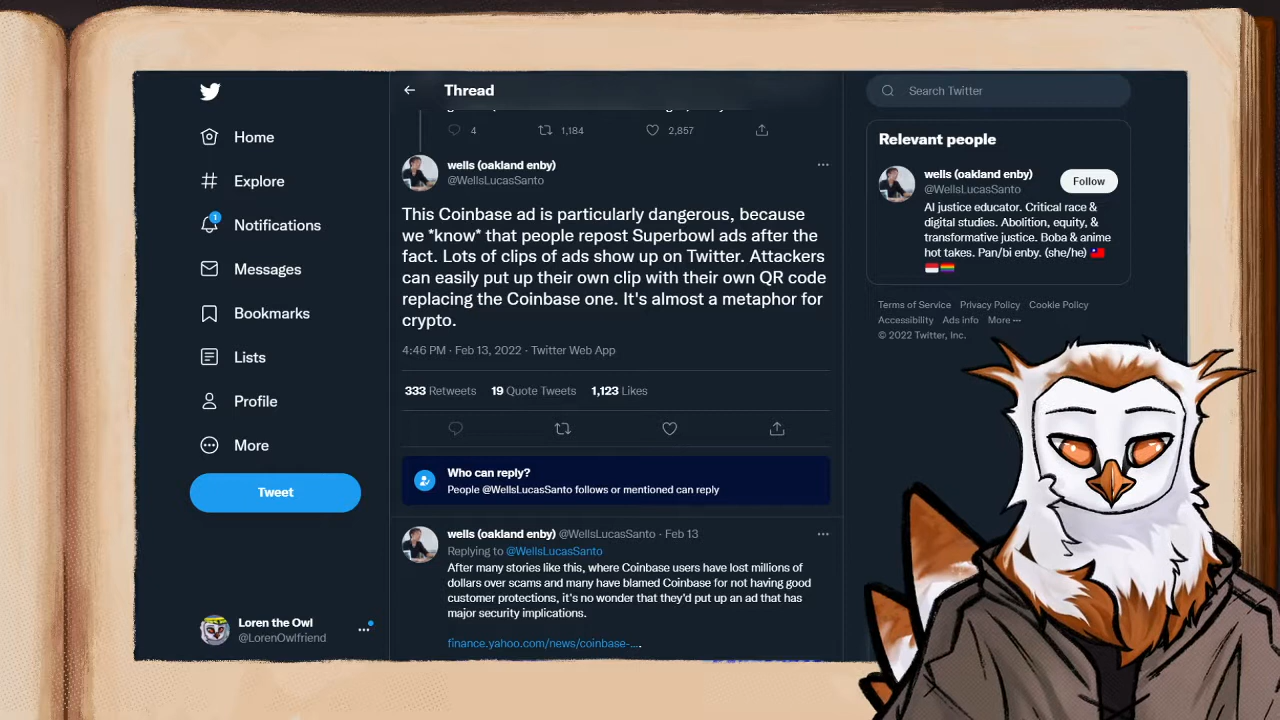 Home
Explore
1
Notifications
Messages
Bookmarks
Lists
Profile
More
Tweet
Loren the Owl
@LorenOwlfriend
Thread
4 1,184 2,857
wells (oakland enby)
@WellsLucasSanto
This Coinbase ad is particularly dangerous, because
we *know* that people repost Superbowl ads after the
fact. Lots of clips of ads show up on Twitter. Attackers
can easily put up their own clip with their own QR code
replacing the Coinbase one. It's almost a metaphor for
crypto.
4:46 PM · Feb 13, 2022 · Twitter Web App
333 Retweets 19 Quote Tweets 1,123 Likes
Who can reply?
People @WellsLucasSanto follows or mentioned can reply
wells (oakland enby) @WellsLucasSanto · Feb 13
Replying to @WellsLucasSanto
After many stories like this, where Coinbase users have lost millions of
dollars over scams and many have blamed Coinbase for not having good
customer protections, it's no wonder that they'd put up an ad that has
major security implications.
finance.yahoo.com/news/coinbase-...
Search Twitter
Relevant people
wells (oakland enby)
@WellsLucasSanto
Follow
AI justice educator. Critical race &
digital studies. Abolition, equity, &
transformative justice. Boba & anime
hot takes. Pan/bi enby. (she/he)
Terms of Service Privacy Policy Cookie Policy
Accessibility Ads info More ···
© 2022 Twitter, Inc.